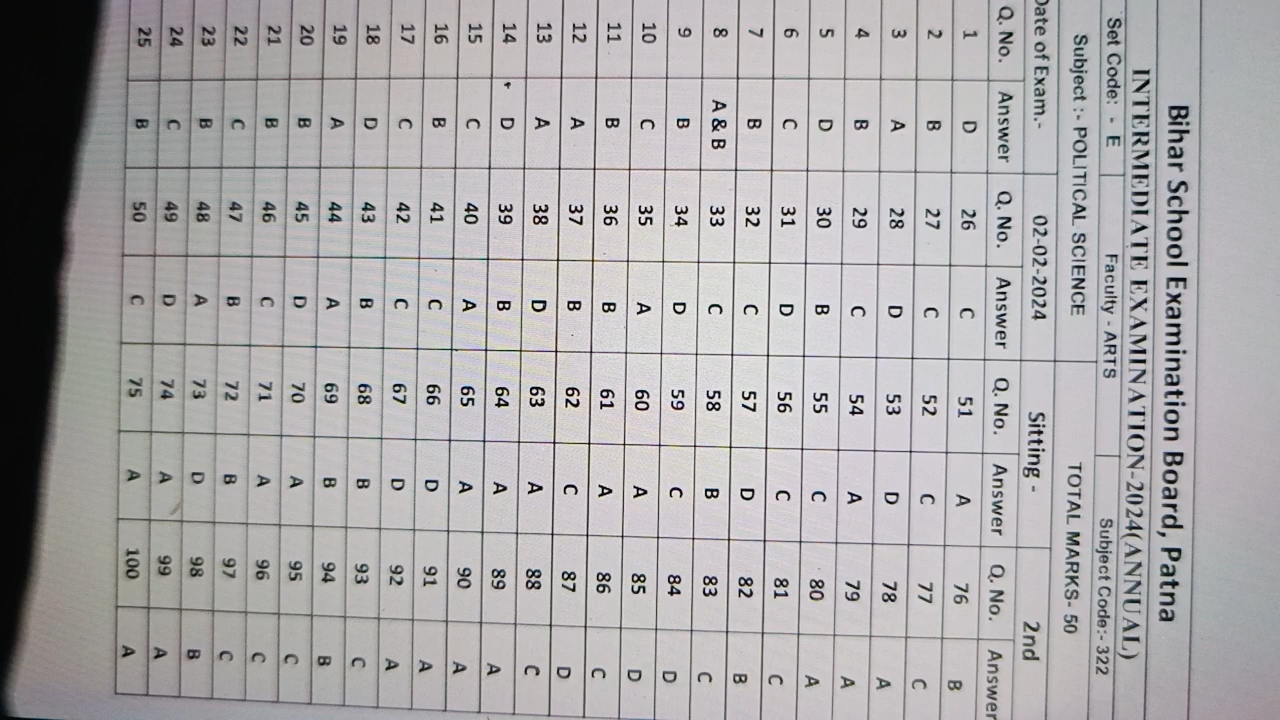 Bihar School Examination Board, Patna
INTERMEDIATE EXAMINATION-2024(ANNUAL)
Set Code: - E Faculty - ARTS Subject Code:- 322
Subject :- POLITICAL SCIENCE TOTAL MARKS- 50
Date of Exam.- 02-02-2024 Sitting - 2nd
Q. No. Answer Q. No. Answer Q. No. Answer Q. No. Answer
1 D 26 C 51 A 76 B
2 B 27 C 52 C 77 C
3 A 28 D 53 D 78 A
4 B 29 C 54 A 79 A
5 D 30 B 55 C 80 A
6 C 31 D 56 C 81 C
7 B 32 C 57 D 82 B
8 A & B 33 C 58 B 83 C
9 B 34 D 59 C 84 D
10 C 35 A 60 A 85 D
11 B 36 B 61 A 86 C
12 A 37 B 62 C 87 D
13 A 38 D 63 A 88 C
14 D 39 B 64 A 89 A
15 C 40 A 65 A 90 A
16 B 41 C 66 D 91 A
17 C 42 C 67 D 92 A
18 D 43 B 68 B 93 C
19 A 44 A 69 B 94 B
20 B 45 D 70 A 95 C
21 B 46 C 71 A 96 C
22 C 47 B 72 B 97 C
23 B 48 A 73 D 98 B
24 C 49 D 74 A 99 A
25 B 50 C 75 A 100 A